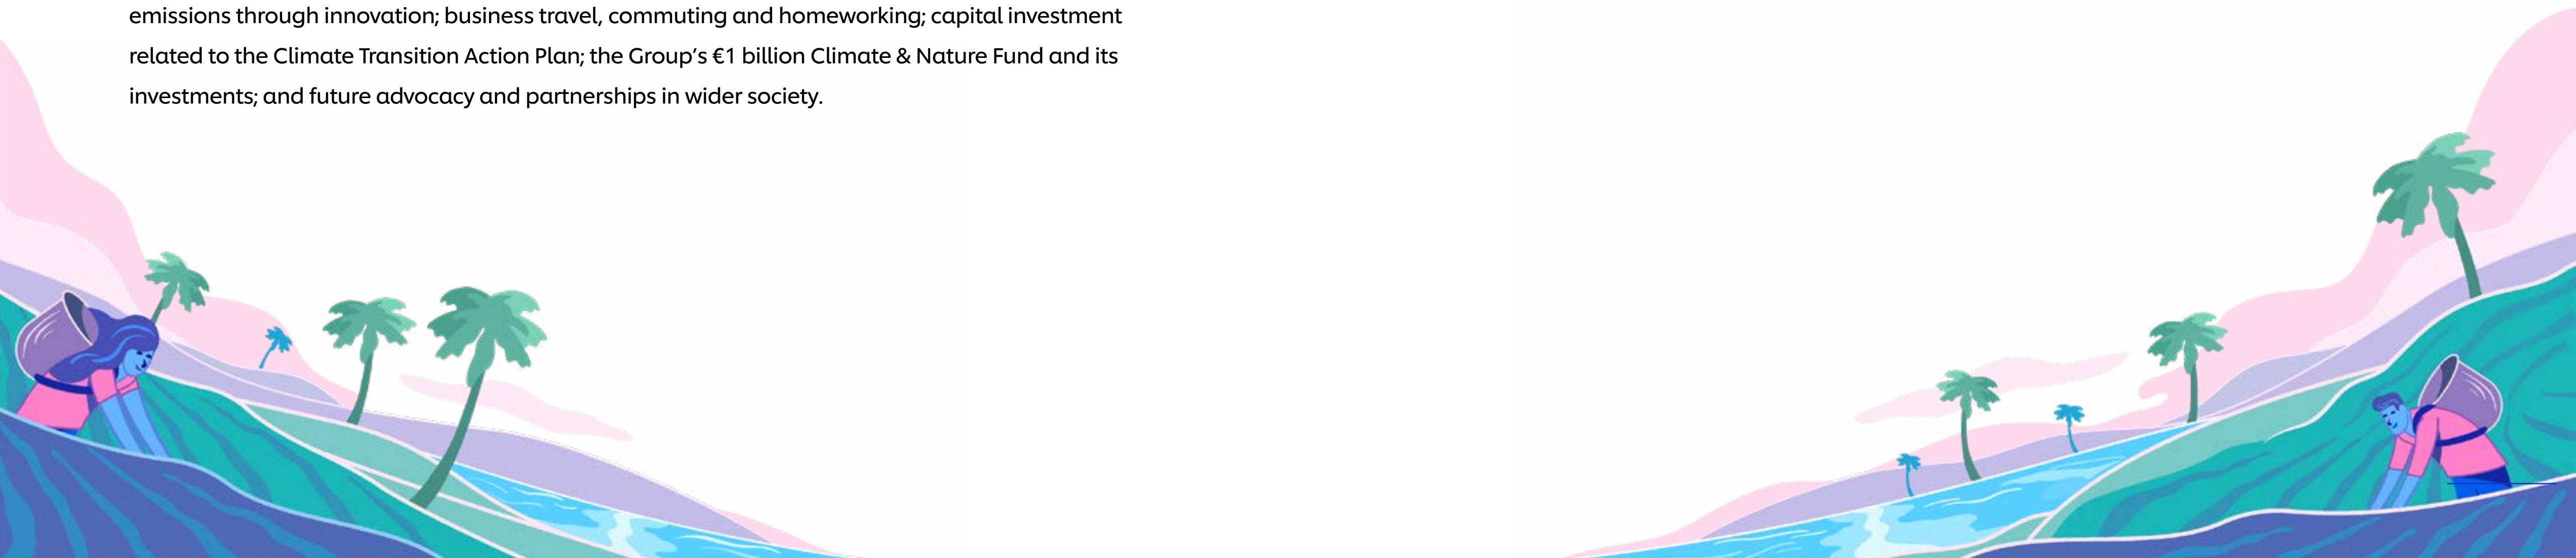 emissions through innovation; business travel, commuting and homeworking; capital investment
related to the Climate Transition Action Plan; the Group’s €1 billion Climate & Nature Fund and its
investments; and future advocacy and partnerships in wider society.